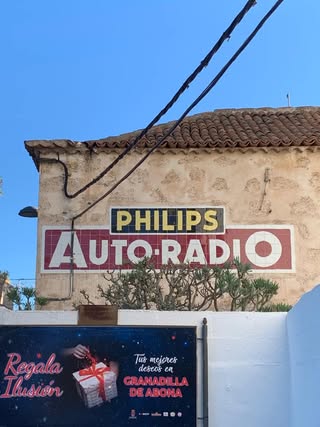 PHILIPS
AUTO-RADIO
Regala
Ilusión
Tus mejores
deseos en
GRANADILLA
DE ABONA